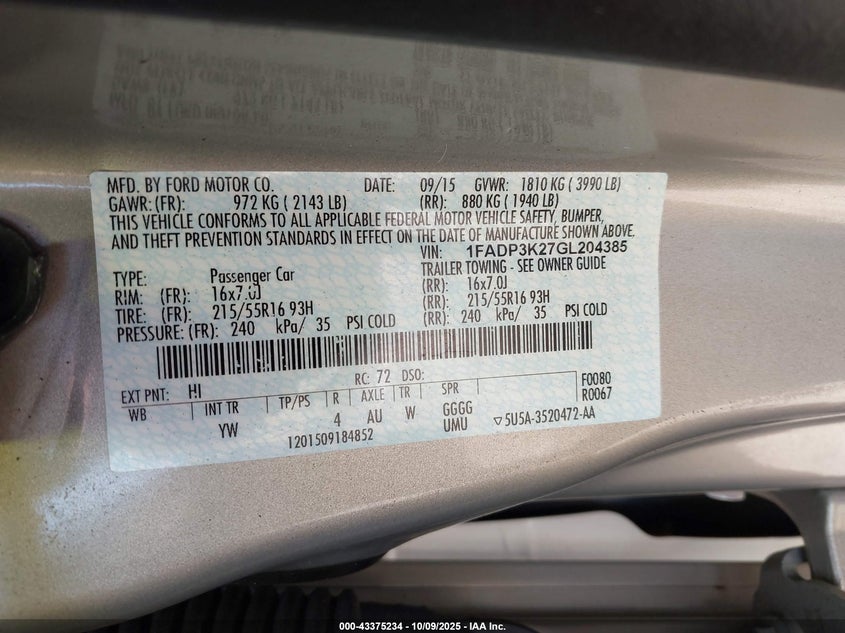 MFD. BY FORD MOTOR CO. DATE: 09/15 GVWR: 1810 KG ( 3990 LB)
GAWR: (FR): 972 KG ( 2143 LB) (RR): 880 KG ( 1940 LB)
THIS VEHICLE CONFORMS TO ALL APPLICABLE FEDERAL MOTOR VEHICLE SAFETY, BUMPER,
AND THEFT PREVENTION STANDARDS IN EFFECT ON THE DATE OF MANUFACTURE SHOWN ABOVE.
VIN: 1FADP3K27GL204385
TYPE: Passenger Car TRAILER TOWING - SEE OWNER GUIDE
RIM: (FR): 16x7.0J (RR): 16x7.0J
TIRE: (FR): 215/55R16 93H (RR): 215/55R16 93H
PRESSURE: (FR): 240 kPa/ 35 PSI COLD (RR): 240 kPa/ 35 PSI COLD
RC: 72 DSO:
EXT PNT: HI F0080
WB INT TR TP/PS R AXLE TR SPR R0067
YW 4 AU W GGGG
UMU ▽5U5A-3520472-AA
1201509184852
000-43375234 | 10/09/2025 - IAA Inc.